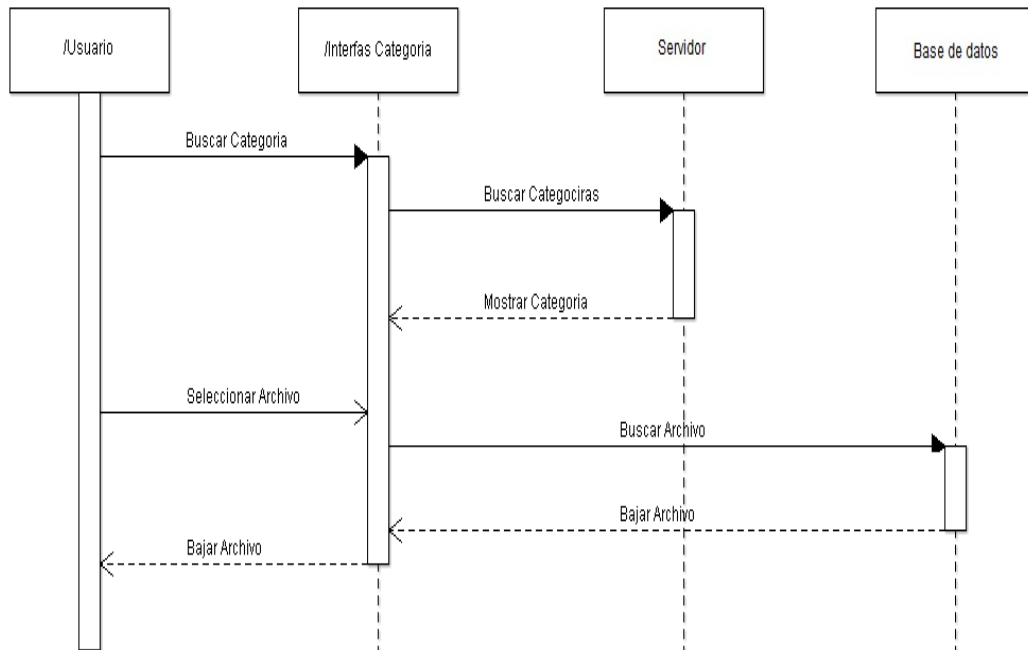 /Usuario
/Interfas Categoria
Servidor
Base de datos
Buscar Categoria
Buscar Categociras
Mostrar Categoria
Seleccionar Archivo
Buscar Archivo
Bajar Archivo
Bajar Archivo